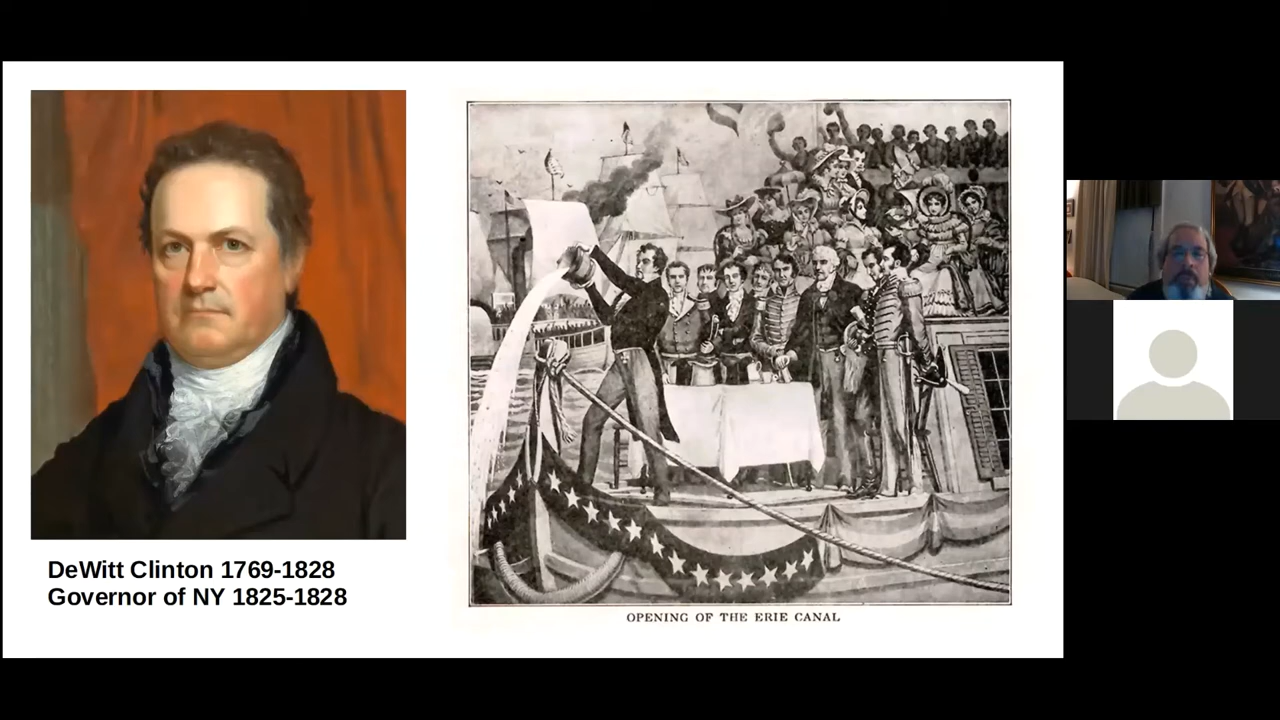 DeWitt Clinton 1769-1828
Governor of NY 1825-1828
OPENING OF THE ERIE CANAL